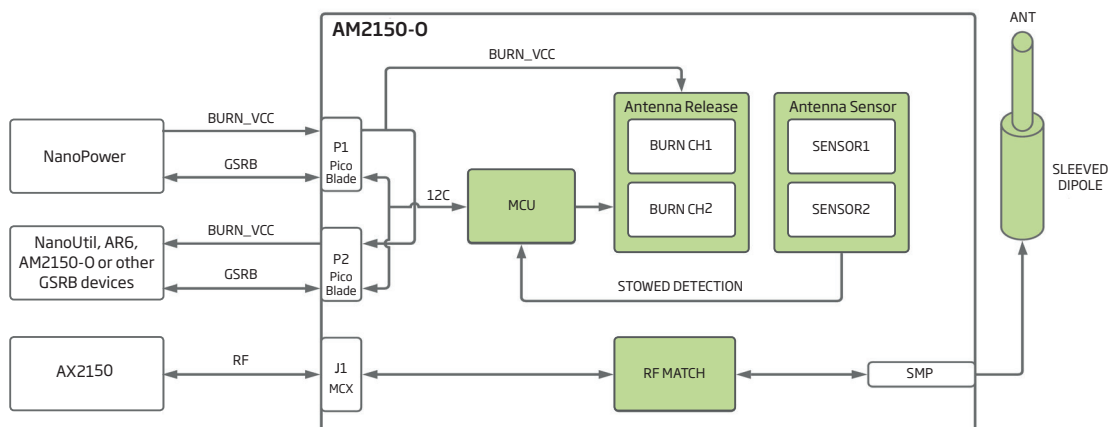 AM2150-O
ANT
BURN_VCC
Antenna Release
Antenna Sensor
BURN_VCC
NanoPower
GSRB
P1
Pico
Blade
BURN CH1
SENSOR1
SLEEVED
DIPOLE
12C
MCU
BURN CH2
SENSOR2
NanoUtil, AR6,
AM2150-O or other
GSRB devices
BURN_VCC
GSRB
P2
Pico
Blade
STOWED DETECTION
AX2150
RF
J1
MCX
RF MATCH
SMP